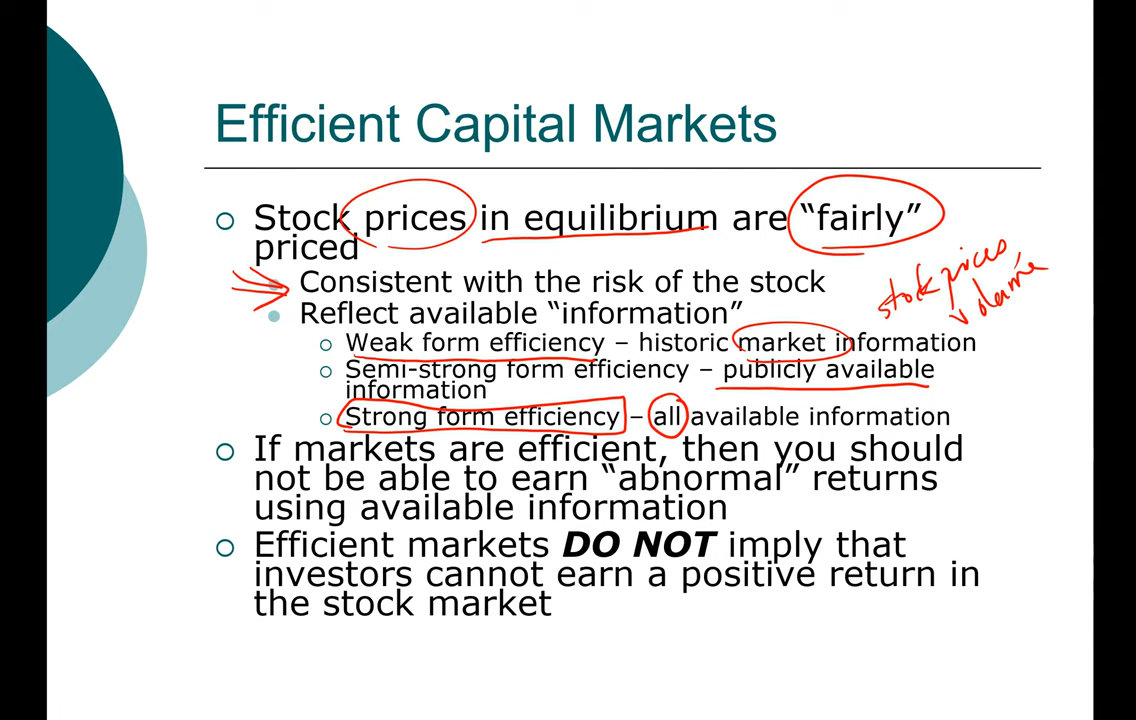 Efficient Capital Markets
Stock prices in equilibrium are “fairly”
priced
Consistent with the risk of the stock
stock prices
volume
Reflect available “information”
Weak form efficiency – historic market information
Semi-strong form efficiency – publicly available
information
Strong form efficiency – all available information
If markets are efficient, then you should
not be able to earn “abnormal” returns
using available information
Efficient markets DO NOT imply that
investors cannot earn a positive return in
the stock market